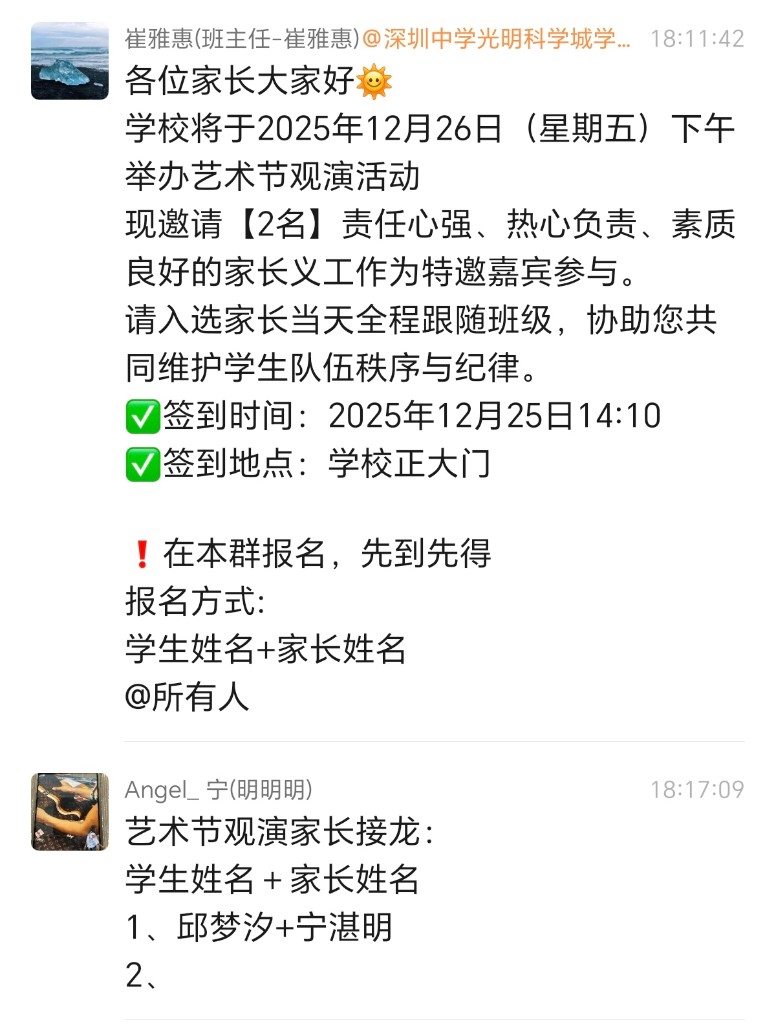 崔雅惠(班主任-崔雅惠)@深圳中学光明科学城学... 18:11:42
各位家长大家好🌞
学校将于2025年12月26日（星期五）下午
举办艺术节观演活动
现邀请【2名】责任心强、热心负责、素质
良好的家长义工作为特邀嘉宾参与。
请入选家长当天全程跟随班级，协助您共
同维护学生队伍秩序与纪律。
✅签到时间：2025年12月25日14:10
✅签到地点：学校正大门
❗在本群报名，先到先得
报名方式:
学生姓名+家长姓名
@所有人
Angel_ 宁(明明明) 18:17:09
艺术节观演家长接龙：
学生姓名＋家长姓名
1、邱梦汐+宁湛明
2、